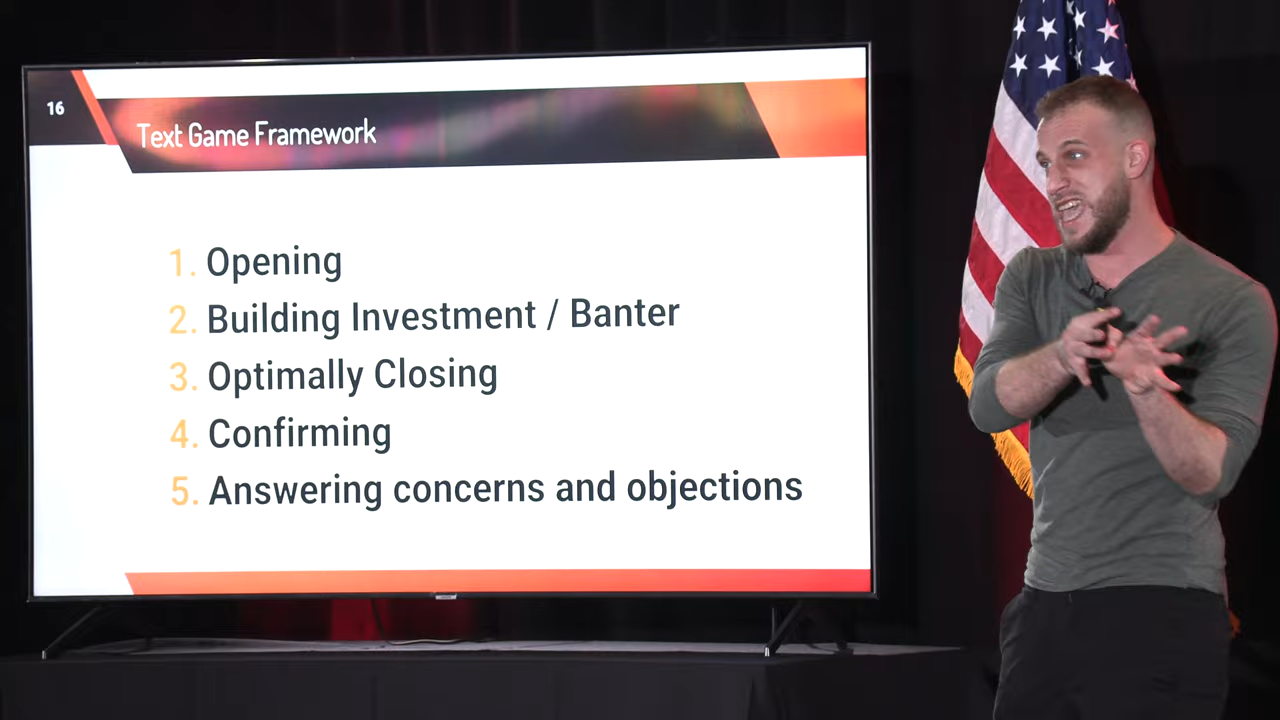 16
Text Game Framework
1. Opening
2. Building Investment / Banter
3. Optimally Closing
4. Confirming
5. Answering concerns and objections